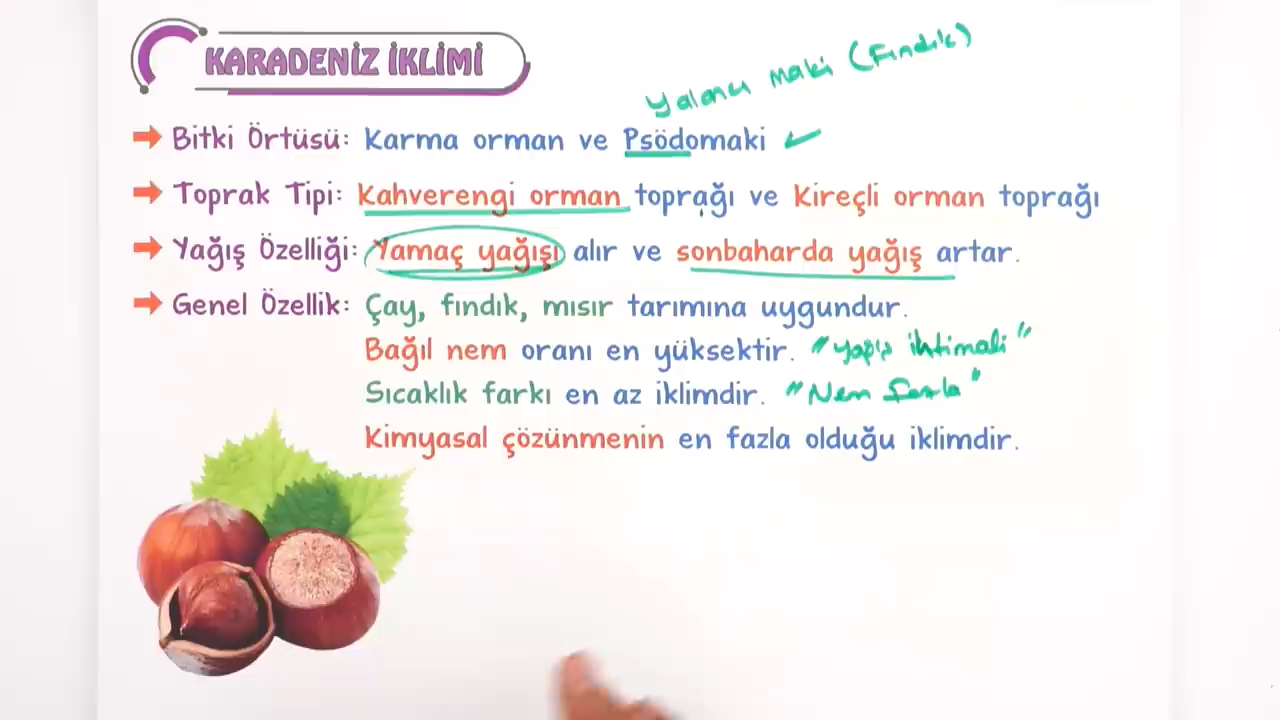 KARADENİZ İKLİMİ
Yalancı Maki (Fındık)
Bitki Örtüsü: Karma orman ve Psödomaki
Toprak Tipi: Kahverengi orman toprağı ve Kireçli orman toprağı
Yağış Özelliği: Yamaç yağışı alır ve sonbaharda yağış artar.
Genel Özellik: Çay, fındık, mısır tarımına uygundur.
Bağıl nem oranı en yüksektir. "yağış ihtimali"
Sıcaklık farkı en az iklimdir. "Nem fazla"
Kimyasal çözünmenin en fazla olduğu iklimdir.